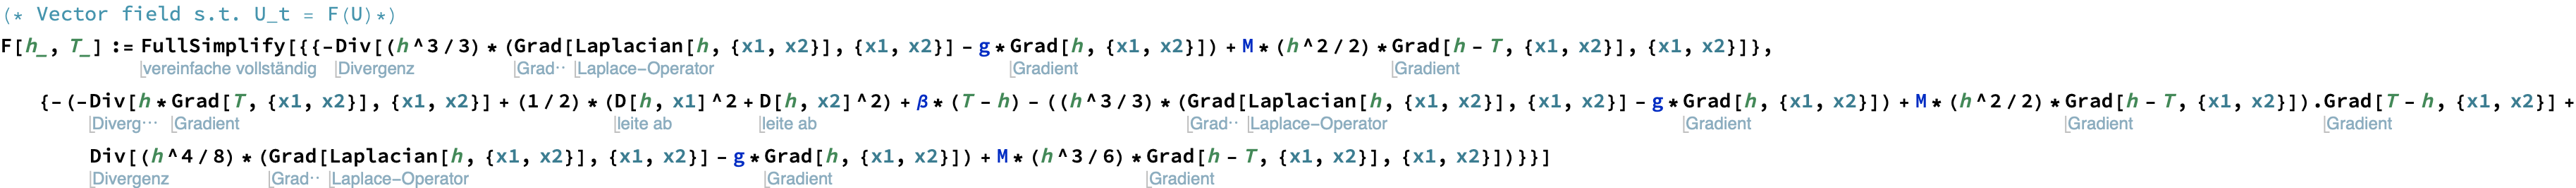 (* Vector field s.t. U_t = F(U)*)
F[h_, T_] := FullSimplify[{{-Div[(h^3/3)*(Grad[Laplacian[h, {x1, x2}], {x1, x2}] - g*Grad[h, {x1, x2}]) + M*(h^2/2)*Grad[h - T, {x1, x2}], {x1, x2}]},
vereinfache vollständig Divergenz Grad·· Laplace-Operator Gradient Gradient
{-(-Div[h*Grad[T, {x1, x2}], {x1, x2}] + (1/2)*(D[h, x1]^2 + D[h, x2]^2) + β*(T - h) - ((h^3/3)*(Grad[Laplacian[h, {x1, x2}], {x1, x2}] - g*Grad[h, {x1, x2}]) + M*(h^2/2)*Grad[h - T, {x1, x2}]).Grad[T - h, {x1, x2}] +
Diverg··· Gradient leite ab leite ab Grad·· Laplace-Operator Gradient Gradient Gradient
Div[(h^4/8)*(Grad[Laplacian[h, {x1, x2}], {x1, x2}] - g*Grad[h, {x1, x2}]) + M*(h^3/6)*Grad[h - T, {x1, x2}], {x1, x2}])}}]
Divergenz Grad·· Laplace-Operator Gradient Gradient